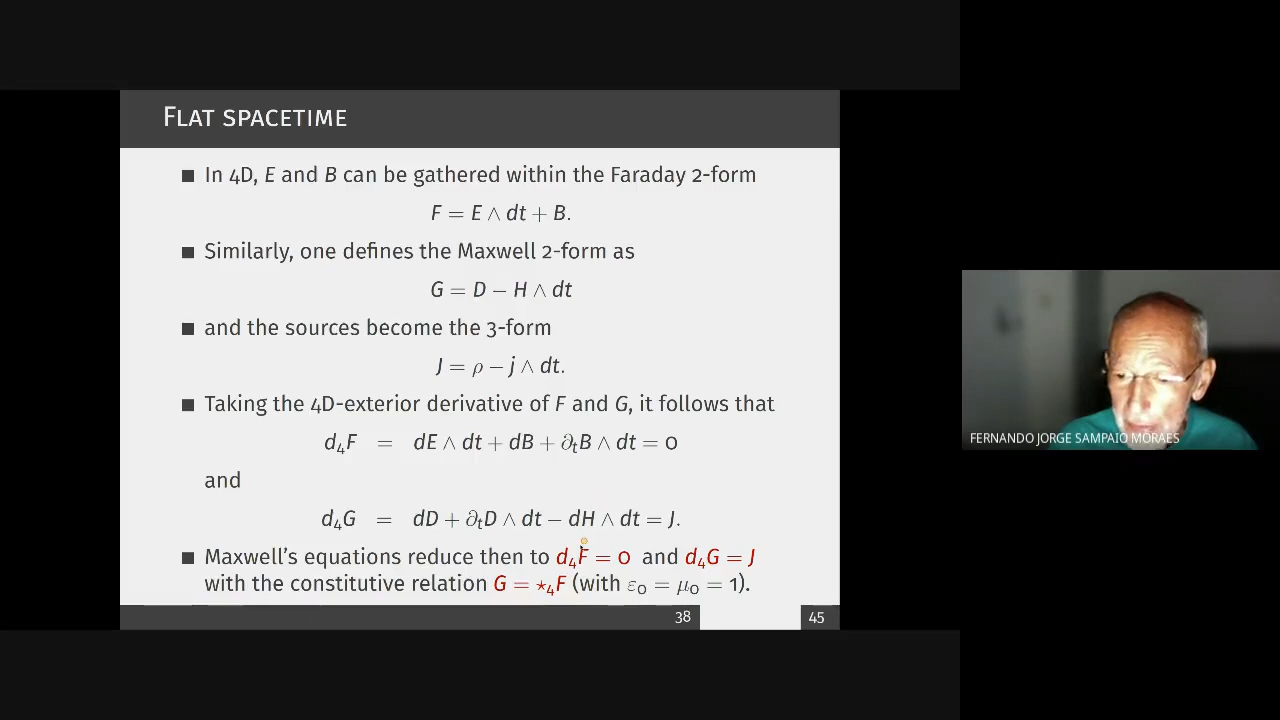 FLAT SPACETIME
■ In 4D, E and B can be gathered within the Faraday 2-form
F = E ∧ dt + B.
■ Similarly, one defines the Maxwell 2-form as
G = D − H ∧ dt
■ and the sources become the 3-form
J = ρ − j ∧ dt.
■ Taking the 4D-exterior derivative of F and G, it follows that
d₄F = dE ∧ dt + dB + ∂ₜB ∧ dt = 0
and
d₄G = dD + ∂ₜD ∧ dt − dH ∧ dt = J.
■ Maxwell's equations reduce then to d₄F = 0 and d₄G = J
with the constitutive relation G = ⋆₄F (with ε₀ = μ₀ = 1).
38 45
FERNANDO JORGE SAMPAIO MORAES